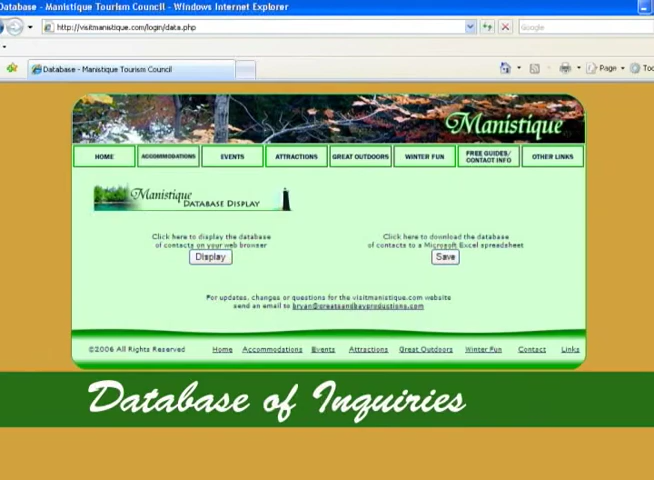 Database - Manistique Tourism Council - Windows Internet Explorer
http://visitmanistique.com/login/data.php
Google
Database - Manistique Tourism Council
Page
Too
Manistique
HOME
ACCOMMODATIONS
EVENTS
ATTRACTIONS
GREAT OUTDOORS
WINTER FUN
FREE GUIDES/
CONTACT INFO
OTHER LINKS
Manistique
DATABASE DISPLAY
Click here to display the database
of contacts on your web browser
Display
Click here to download the database
of contacts to a Microsoft Excel spreadsheet
Save
For updates, changes or questions for the visitmanistique.com website
send an email to bryan@greatsandbayproductions.com
©2006 All Rights Reserved
Home
Accommodations
Events
Attractions
Great Outdoors
Winter Fun
Contact
Links
Database of Inquiries